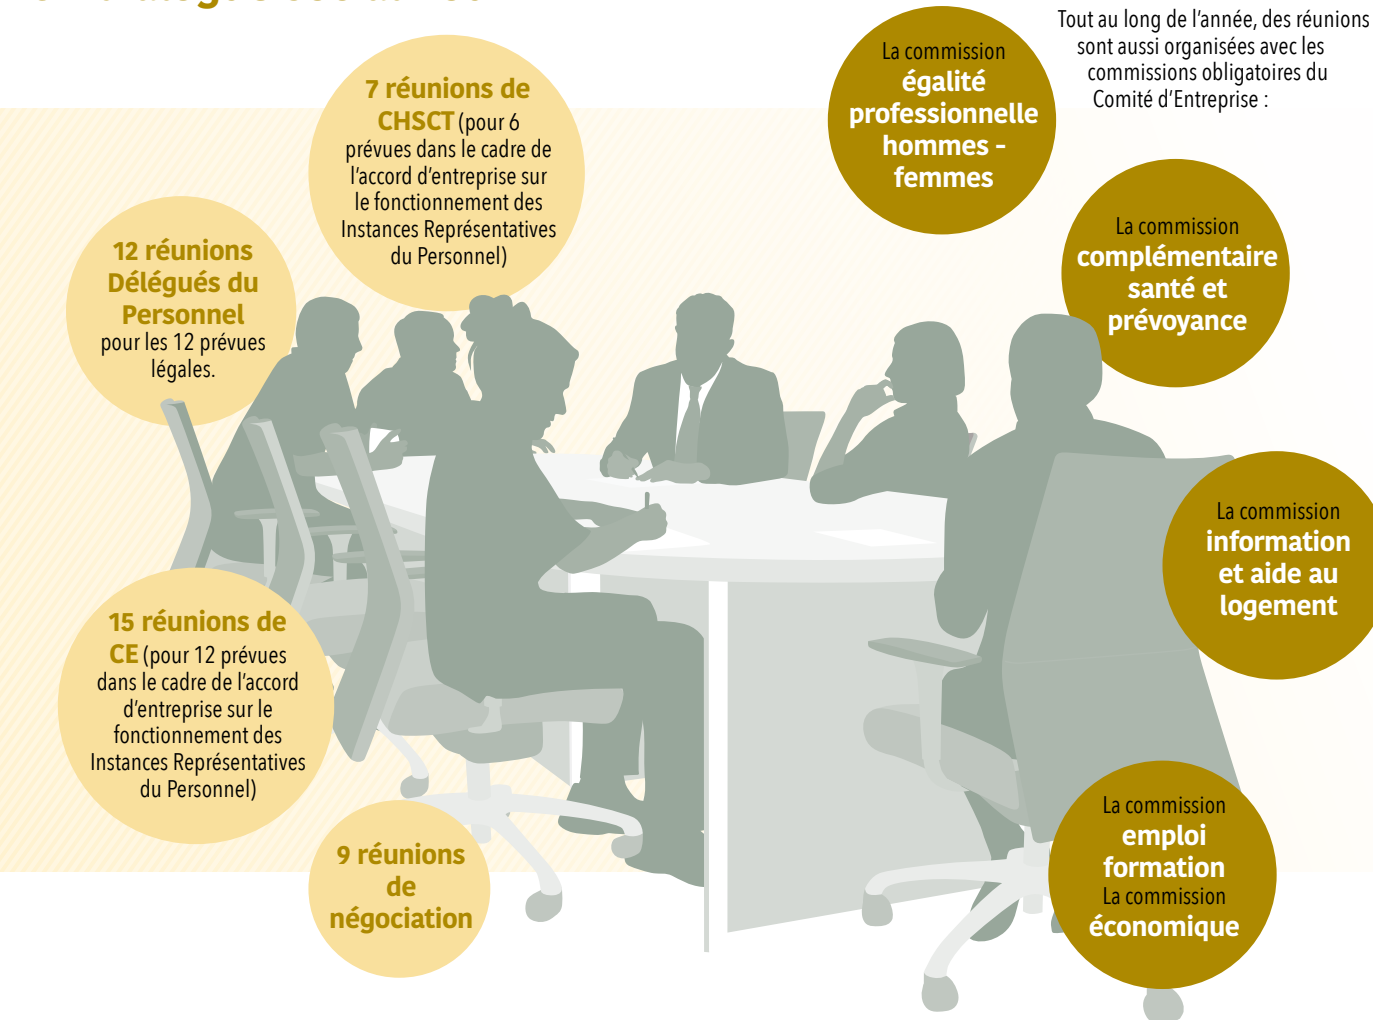 7 réunions de
CHSCT (pour 6
prévues dans le cadre de
l'accord d'entreprise sur
le fonctionnement des
Instances Représentatives
du Personnel)
12 réunions
Délégués du
Personnel
pour les 12 prévues
légales.
15 réunions de
CE (pour 12 prévues
dans le cadre de l'accord
d'entreprise sur le
fonctionnement des
Instances Représentatives
du Personnel)
9 réunions
de
négociation
Tout au long de l'année, des réunions
sont aussi organisées avec les
commissions obligatoires du
Comité d'Entreprise :
La commission
égalité
professionnelle
hommes -
femmes
La commission
complémentaire
santé et
prévoyance
La commission
information
et aide au
logement
La commission
emploi
formation
La commission
économique